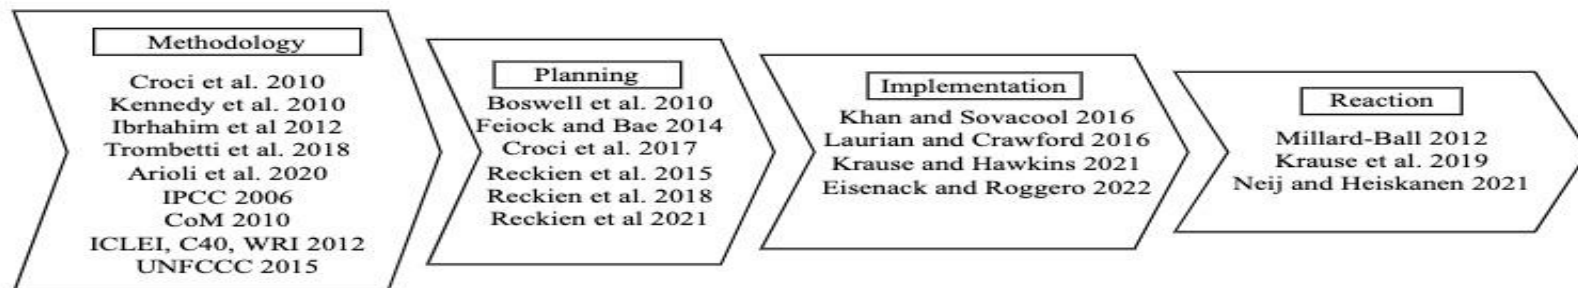 Methodology
Croci et al. 2010
Kennedy et al. 2010
Ibrhahim et al 2012
Trombetti et al. 2018
Arioli et al. 2020
IPCC 2006
CoM 2010
ICLEI, C40, WRI 2012
UNFCCC 2015
Planning
Boswell et al. 2010
Feiock and Bae 2014
Croci et al. 2017
Reckien et al. 2015
Reckien et al. 2018
Reckien et al 2021
Implementation
Khan and Sovacool 2016
Laurian and Crawford 2016
Krause and Hawkins 2021
Eisenack and Roggero 2022
Reaction
Millard-Ball 2012
Krause et al. 2019
Neij and Heiskanen 2021